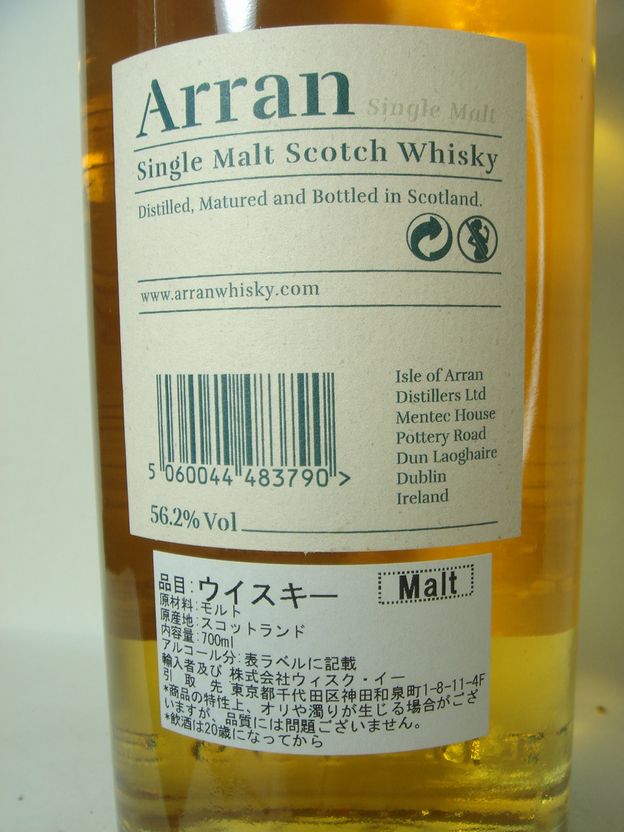 Arran Single Malt
Single Malt Scotch Whisky
Distilled, Matured and Bottled in Scotland.
www.arranwhisky.com
Isle of Arran
Distillers Ltd
Mentec House
Pottery Road
Dun Laoghaire
Dublin
Ireland
5 060044 483790 >
56.2% Vol
品目:ウイスキー Malt
原材料:モルト
原産地:スコットランド
内容量:700ml
アルコール分:表ラベルに記載
輸入者及び 株式会社ウィスク・イー
引取先 東京都千代田区神田和泉町1-8-11-4F
*商品の特性上、オリや濁りが生じる場合がござ
いますが、品質には問題ございません。
*飲酒は20歳になってから